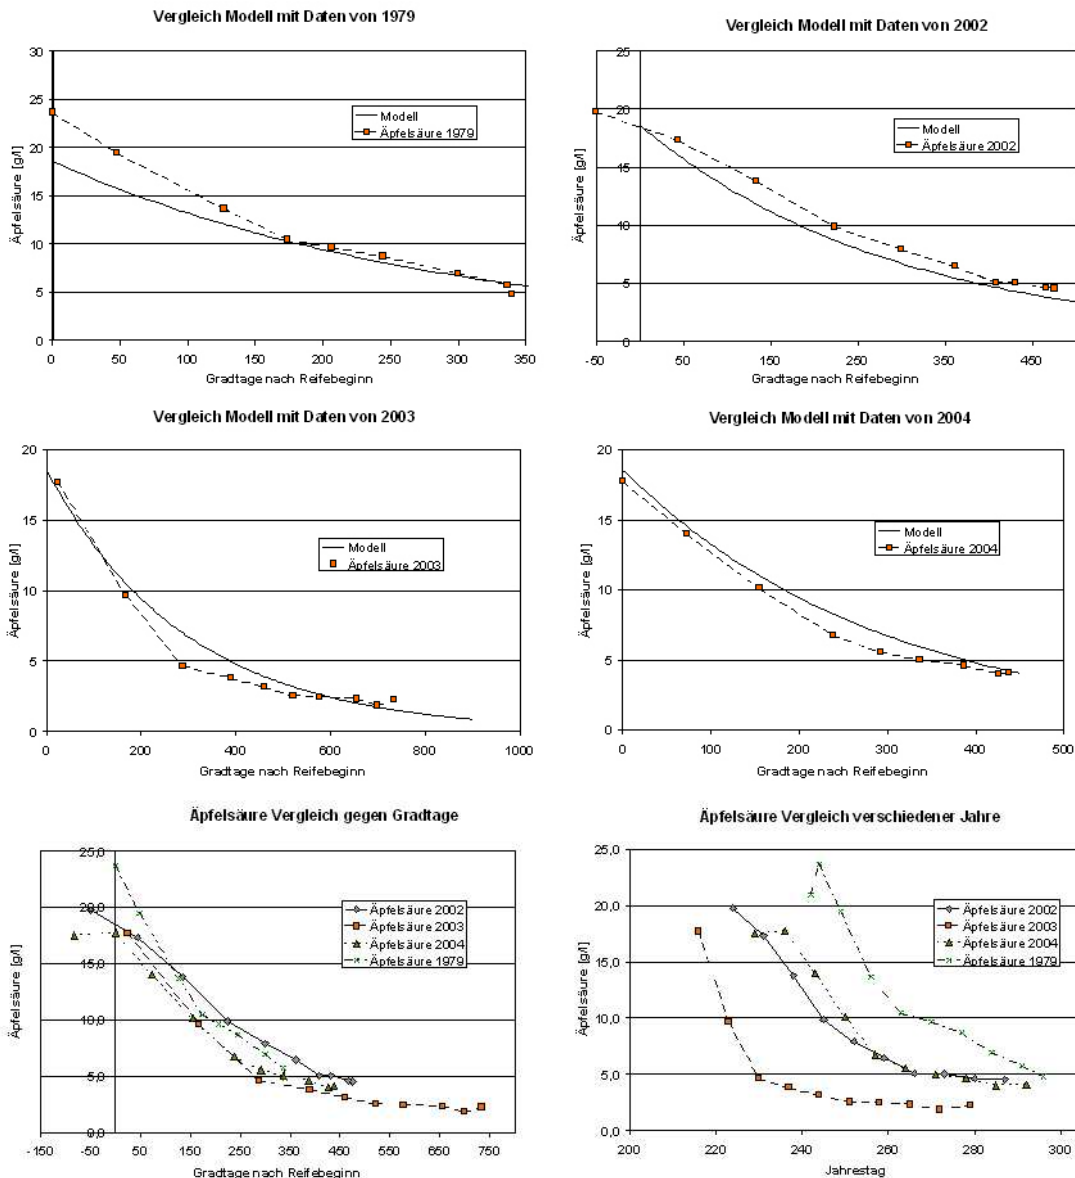 Vergleich Modell mit Daten von 1979
30
25
20
15
10
5
0
Äpfelsäure [g/l]
Modell
Äpfelsäure 1979
0 50 100 150 200 250 300 350
Gradtage nach Reifebeginn
Vergleich Modell mit Daten von 2002
25
20
15
10
5
0
Äpfelsäure [g/l]
Modell
Äpfelsäure 2002
-50 50 150 250 350 450
Gradtage nach Reifebeginn
Vergleich Modell mit Daten von 2003
20
15
10
5
0
Äpfelsäure [g/l]
Modell
Äpfelsäure 2003
0 200 400 600 800 1000
Gradtage nach Reifebeginn
Vergleich Modell mit Daten von 2004
20
15
10
5
0
Äpfelsäure [g/l]
Modell
Äpfelsäure 2004
0 100 200 300 400 500
Gradtage nach Reifebeginn
Äpfelsäure Vergleich gegen Gradtage
25,0
20,0
15,0
10,0
5,0
0,0
Äpfelsäure [g/l]
Äpfelsäure 2002
Äpfelsäure 2003
Äpfelsäure 2004
Äpfelsäure 1979
-150 -50 50 150 250 350 450 550 650 750
Gradtage nach Reifebeginn
Äpfelsäure Vergleich verschiedener Jahre
25,0
20,0
15,0
10,0
5,0
0,0
Äpfelsäure [g/l]
Äpfelsäure 2002
Äpfelsäure 2003
Äpfelsäure 2004
Äpfelsäure 1979
200 220 240 260 280 300
Jahrestag